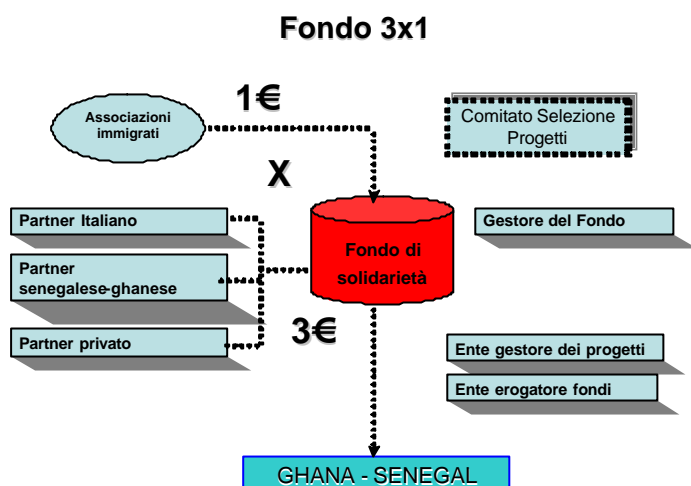 Fondo 3x1
1€
Associazioni
immigrati
Comitato Selezione
Progetti
X
Partner Italiano
Gestore del Fondo
Fondo di
solidarietà
Partner
senegalese-ghanese
3€
Partner privato
Ente gestore dei progetti
Ente erogatore fondi
GHANA - SENEGAL